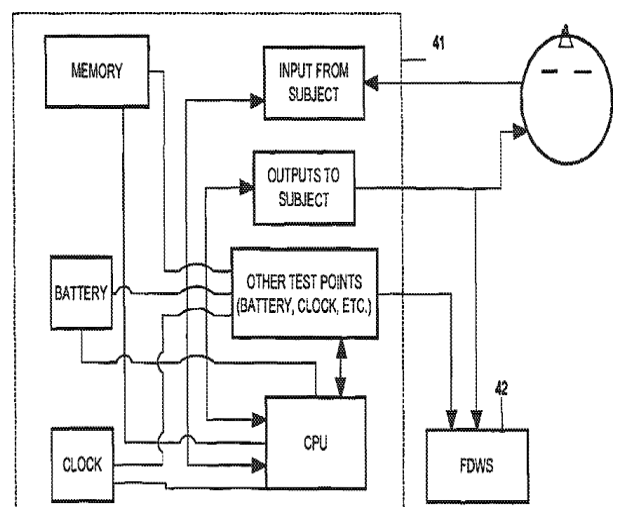 41
MEMORY
INPUT FROM
SUBJECT
OUTPUTS TO
SUBJECT
BATTERY
OTHER TEST POINTS
(BATTERY, CLOCK, ETC.)
42
CPU
CLOCK
FDWS